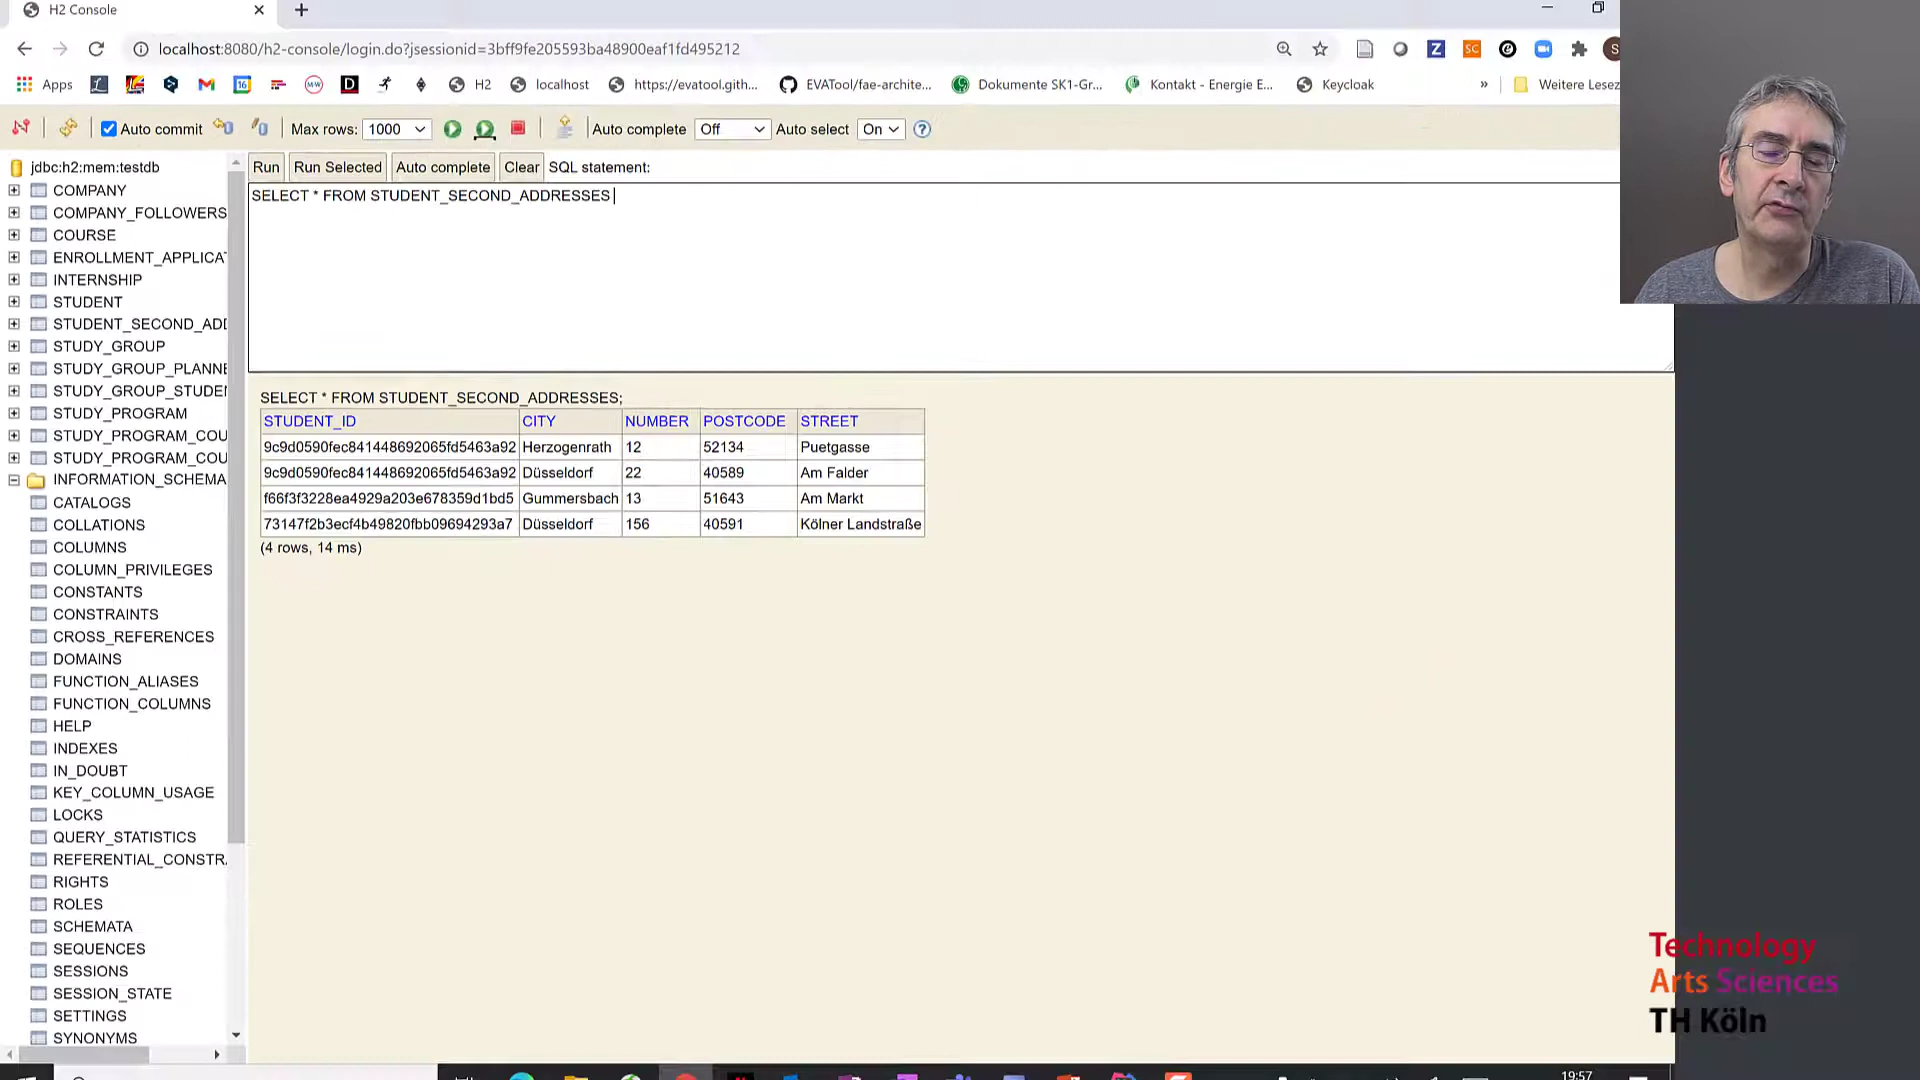 H2 Console
localhost:8080/h2-console/login.do?jsessionid=3bff9fe205593ba48900eaf1fd495212
Apps H2 localhost https://evatool.gith... EVATool/fae-archite... Dokumente SK1-Gr... Kontakt - Energie E... Keycloak » Weitere Lesez
Auto commit Max rows: 1000 Auto complete Off Auto select On
jdbc:h2:mem:testdb
COMPANY
COMPANY_FOLLOWERS
COURSE
ENROLLMENT_APPLICA
INTERNSHIP
STUDENT
STUDENT_SECOND_ADD
STUDY_GROUP
STUDY_GROUP_PLANNE
STUDY_GROUP_STUDE
STUDY_PROGRAM
STUDY_PROGRAM_COU
STUDY_PROGRAM_COU
INFORMATION_SCHEMA
CATALOGS
COLLATIONS
COLUMNS
COLUMN_PRIVILEGES
CONSTANTS
CONSTRAINTS
CROSS_REFERENCES
DOMAINS
FUNCTION_ALIASES
FUNCTION_COLUMNS
HELP
INDEXES
IN_DOUBT
KEY_COLUMN_USAGE
LOCKS
QUERY_STATISTICS
REFERENTIAL_CONSTR
RIGHTS
ROLES
SCHEMATA
SEQUENCES
SESSIONS
SESSION_STATE
SETTINGS
SYNONYMS
Run Run Selected Auto complete Clear SQL statement:
SELECT * FROM STUDENT_SECOND_ADDRESSES
SELECT * FROM STUDENT_SECOND_ADDRESSES;
STUDENT_ID CITY NUMBER POSTCODE STREET
9c9d0590fec841448692065fd5463a92 Herzogenrath 12 52134 Puetgasse
9c9d0590fec841448692065fd5463a92 Düsseldorf 22 40589 Am Falder
f66f3f3228ea4929a203e678359d1bd5 Gummersbach 13 51643 Am Markt
73147f2b3ecf4b49820fbb09694293a7 Düsseldorf 156 40591 Kölner Landstraße
(4 rows, 14 ms)
Technology
Arts Sciences
TH Köln
19:57